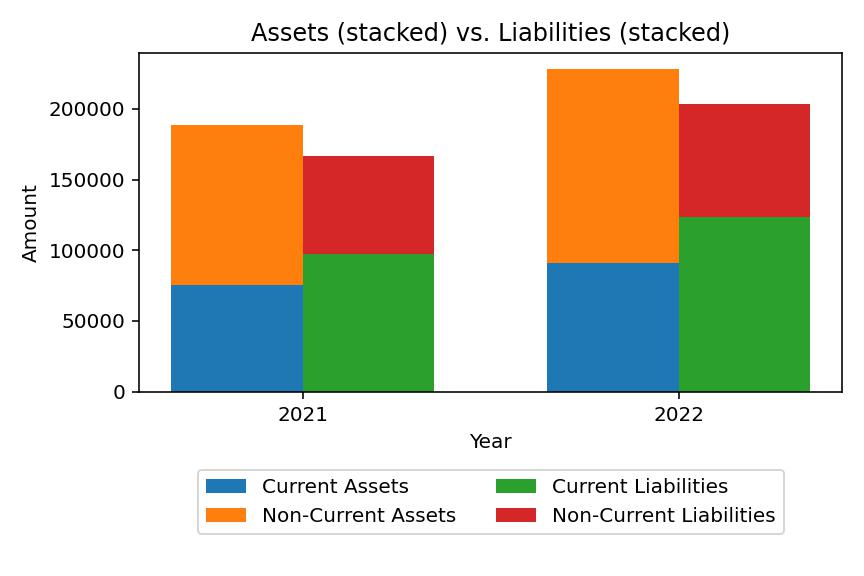 Assets (stacked) vs. Liabilities (stacked)
200000
150000
100000
50000
0
Amount
2021 2022
Year
Current Assets Current Liabilities
Non-Current Assets Non-Current Liabilities